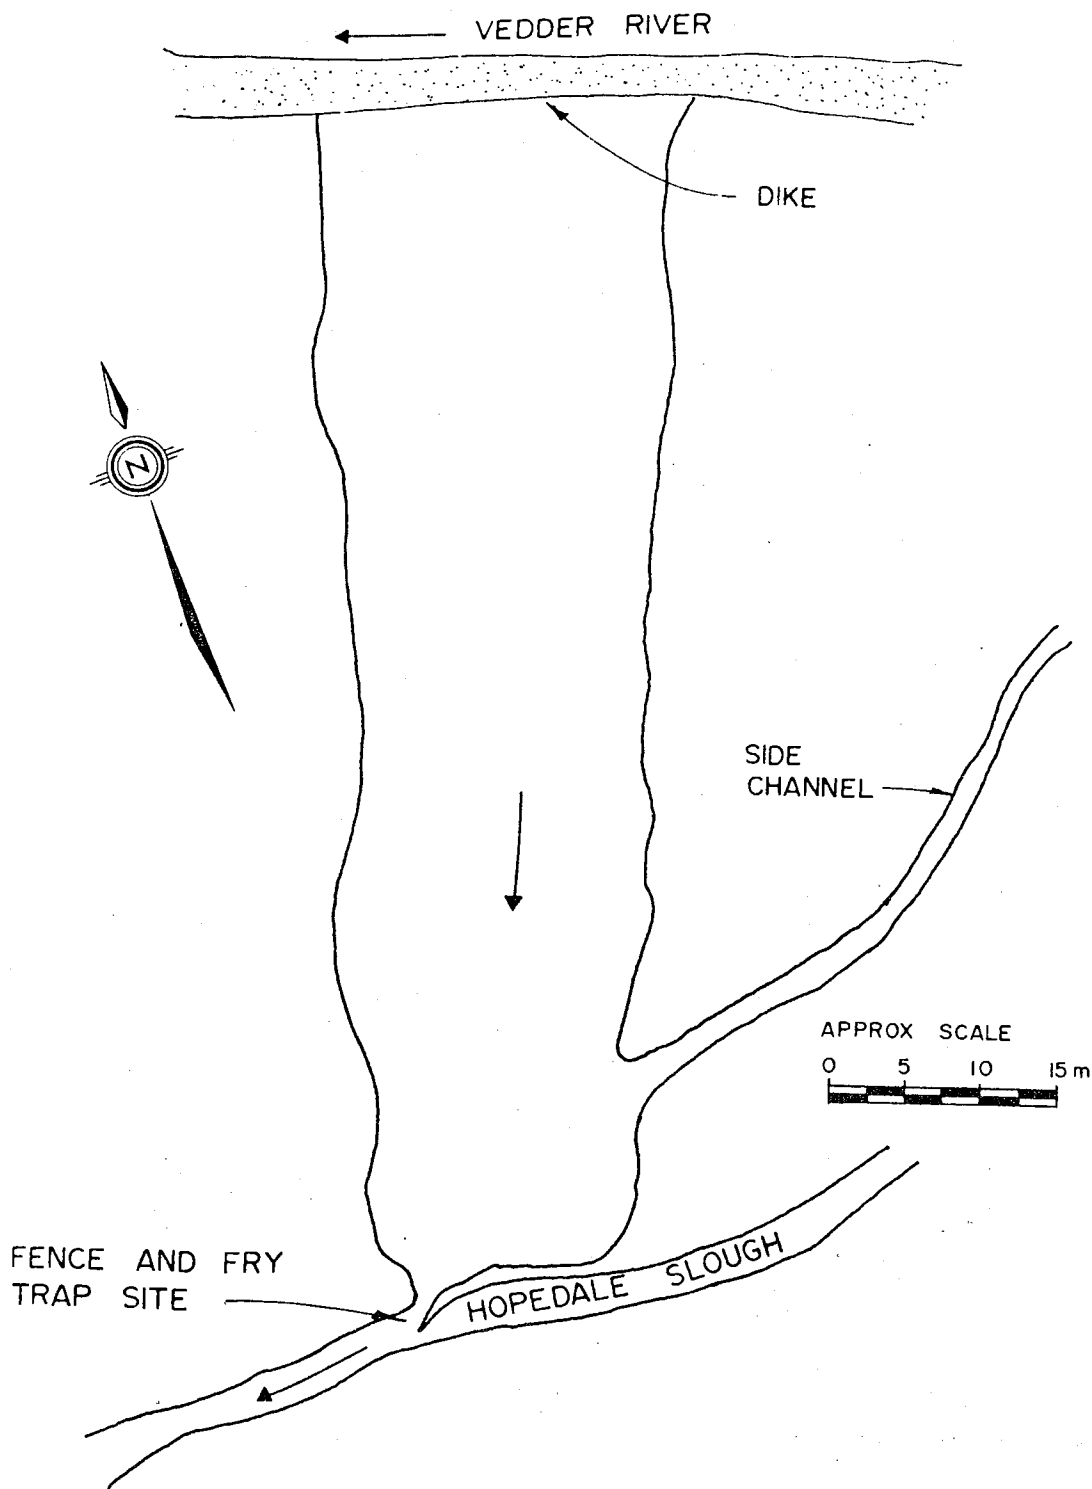 VEDDER RIVER
DIKE
N
SIDE
CHANNEL
APPROX SCALE
0 5 10 15 m
FENCE AND FRY
TRAP SITE
HOPEDALE SLOUGH